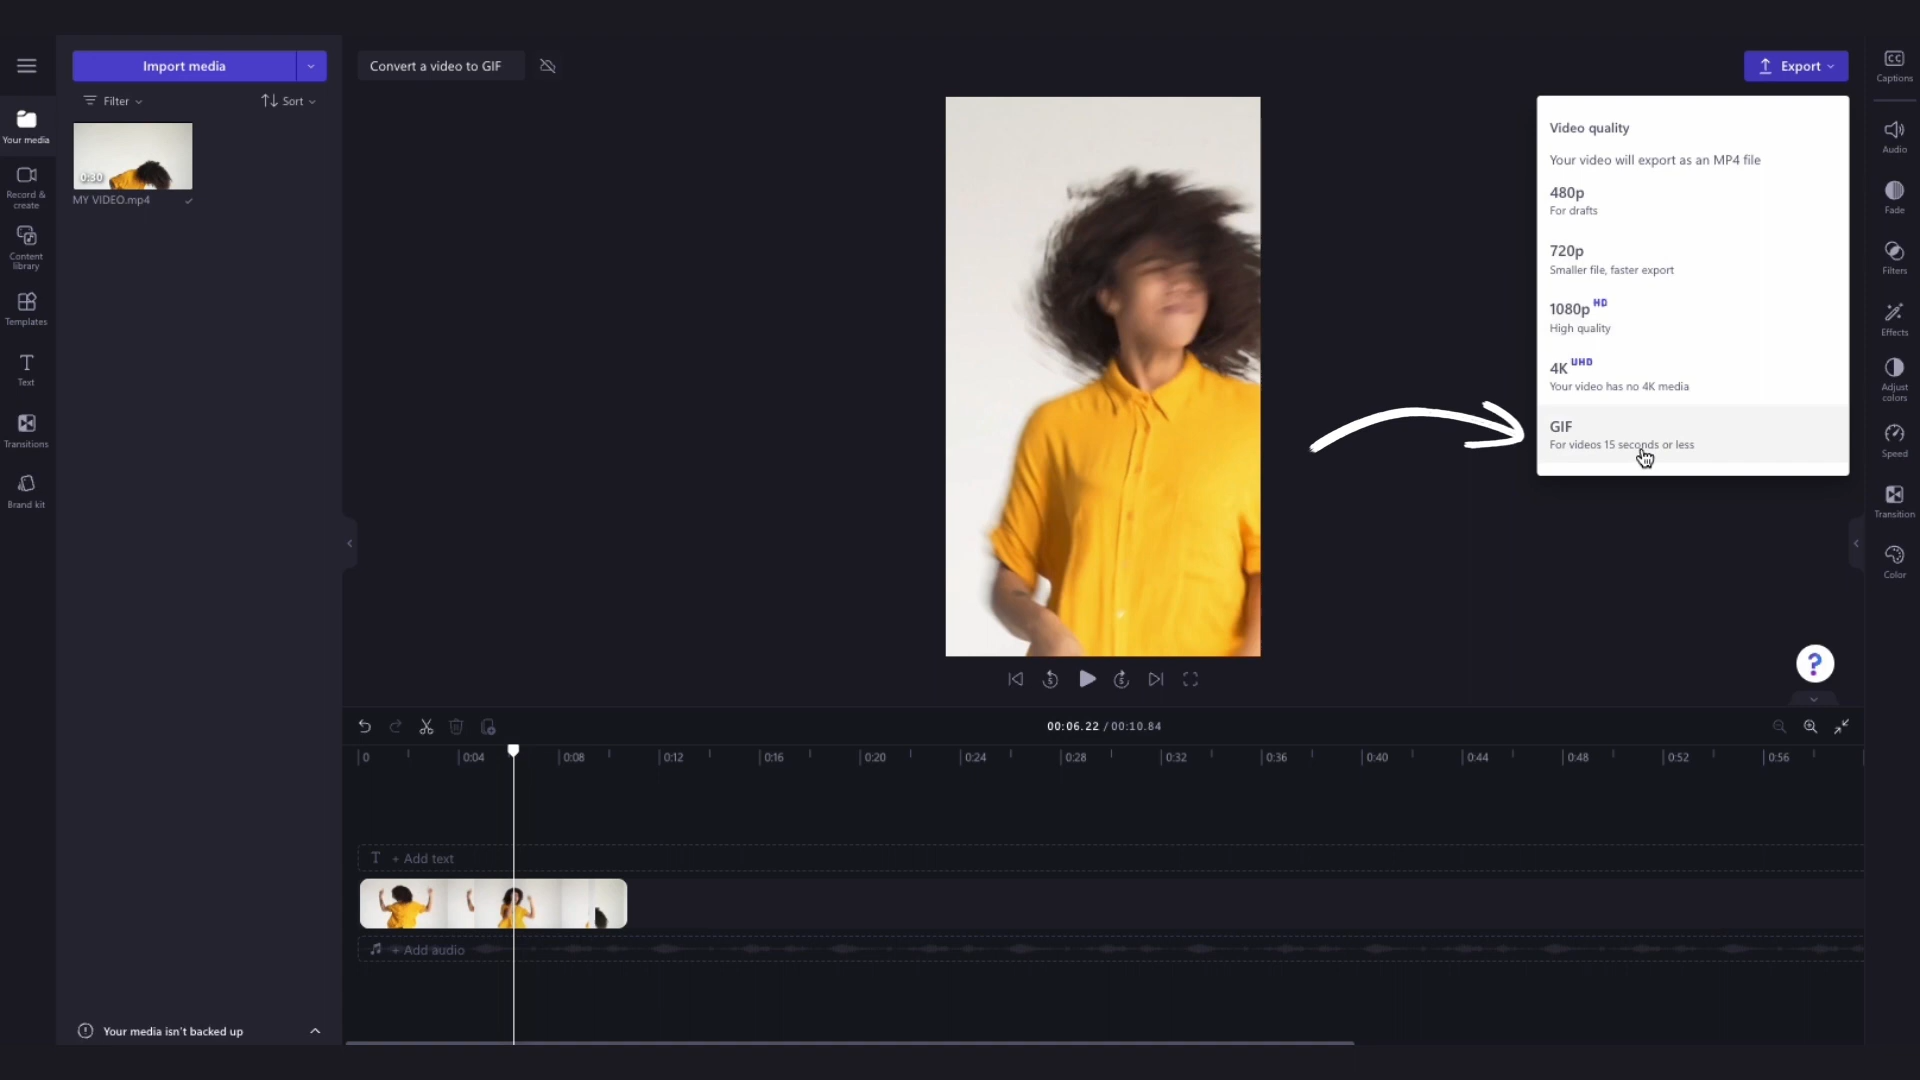 Import media
Convert a video to GIF
Export
CC
Captions
Filter
Sort
Your media
0:30
MY VIDEO.mp4
Record &
create
Content
library
Templates
Text
Transitions
Brand kit
Video quality
Your video will export as an MP4 file
480p
For drafts
720p
Smaller file, faster export
1080p HD
High quality
4K UHD
Your video has no 4K media
GIF
For videos 15 seconds or less
Audio
Fade
Filters
Effects
Adjust
colors
Speed
Transition
Color
5
5
?
00:06.22 / 00:10.84
0
0:04
0:08
0:12
0:16
0:20
0:24
0:28
0:32
0:36
0:40
0:44
0:48
0:52
0:56
T + Add text
+ Add audio
Your media isn't backed up